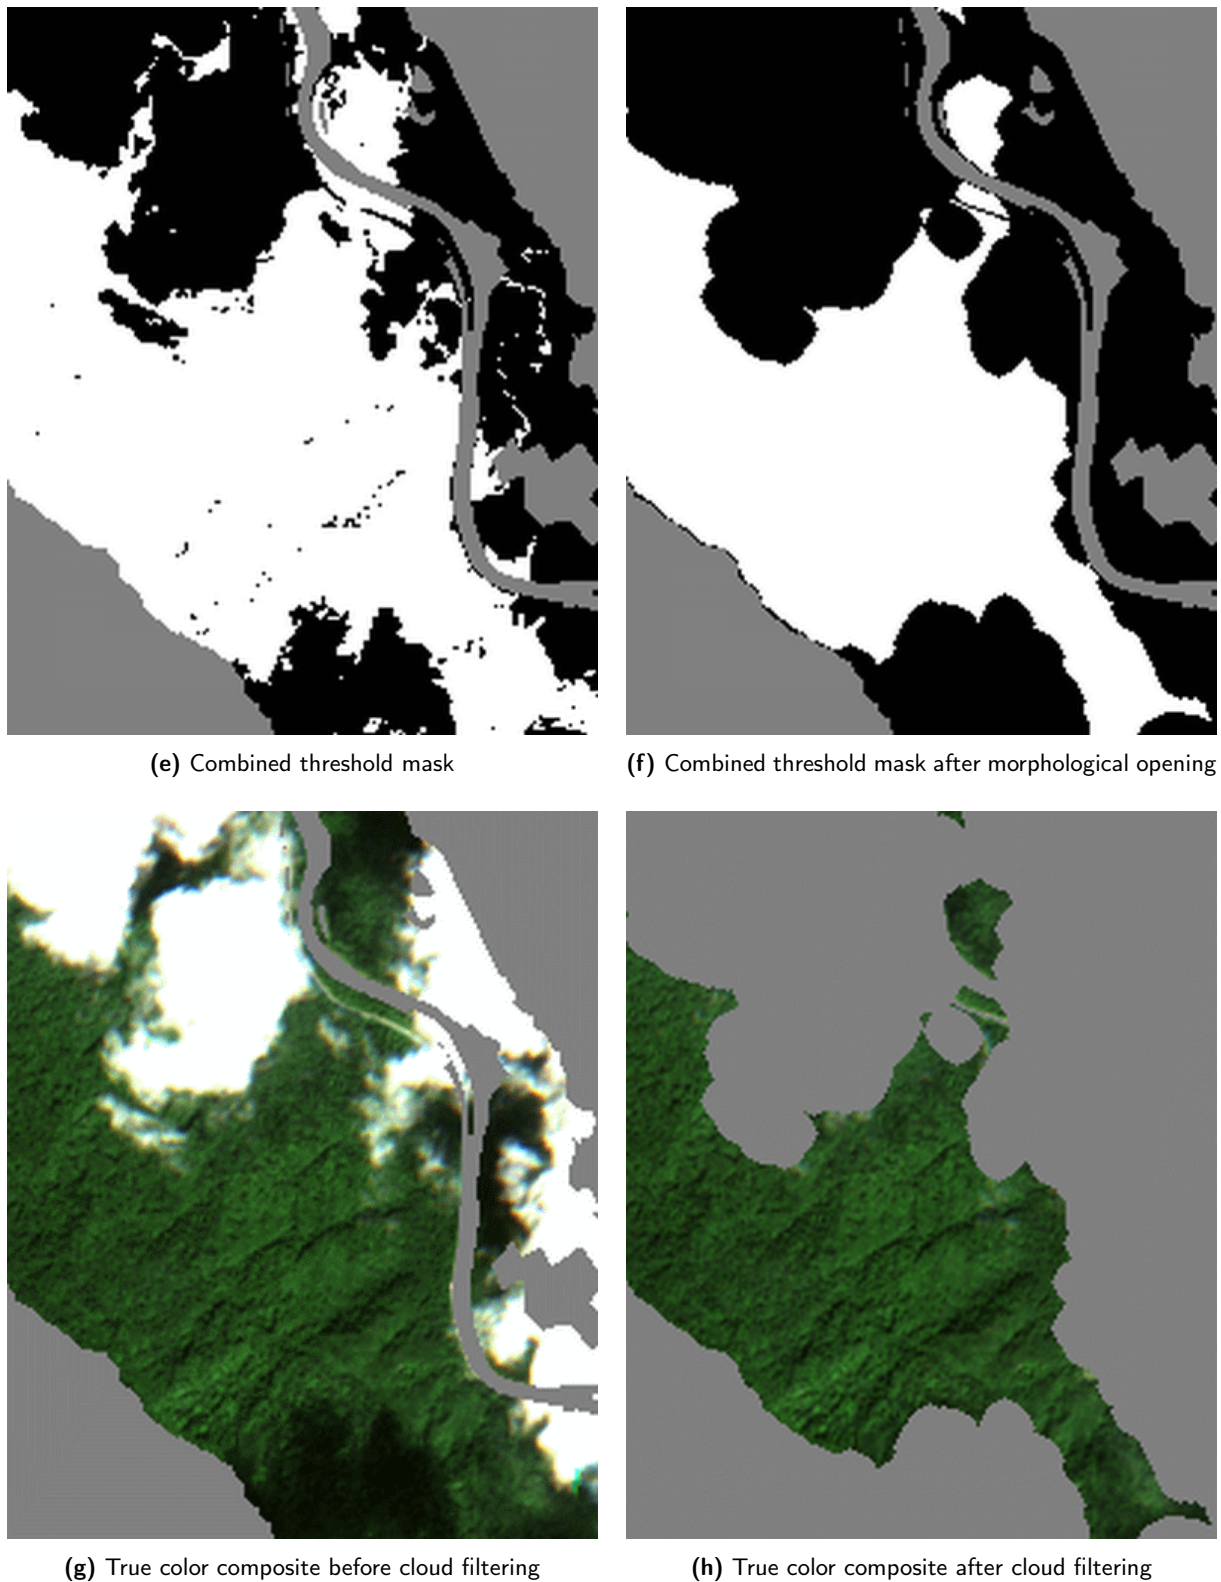 (e) Combined threshold mask
(f) Combined threshold mask after morphological opening
(g) True color composite before cloud filtering
(h) True color composite after cloud filtering